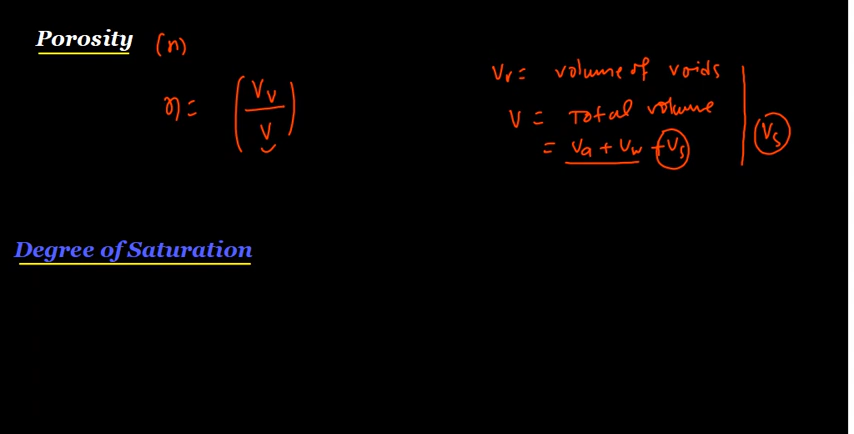 Porosity (n)
η = (Vv / V)
Vv = volume of voids
V = Total volume
= Va + Vw + Vs
Vs
Degree of Saturation